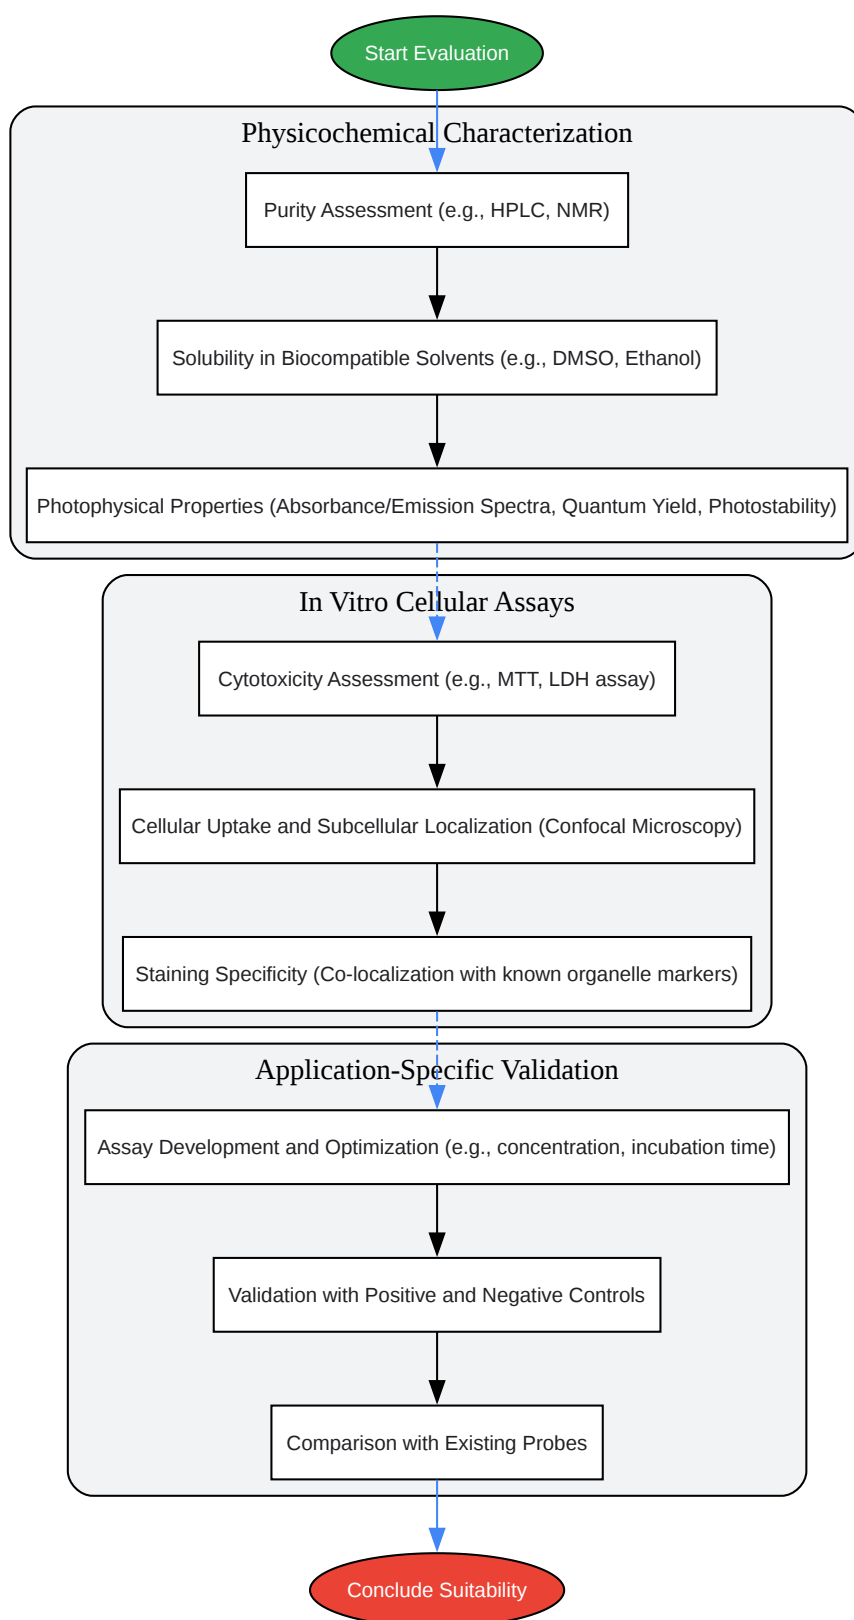 Start Evaluation
Physicochemical Characterization
Purity Assessment (e.g., HPLC, NMR)
Solubility in Biocompatible Solvents (e.g., DMSO, Ethanol)
Photophysical Properties (Absorbance/Emission Spectra, Quantum Yield, Photostability)
In Vitro Cellular Assays
Cytotoxicity Assessment (e.g., MTT, LDH assay)
Cellular Uptake and Subcellular Localization (Confocal Microscopy)
Staining Specificity (Co-localization with known organelle markers)
Application-Specific Validation
Assay Development and Optimization (e.g., concentration, incubation time)
Validation with Positive and Negative Controls
Comparison with Existing Probes
Conclude Suitability